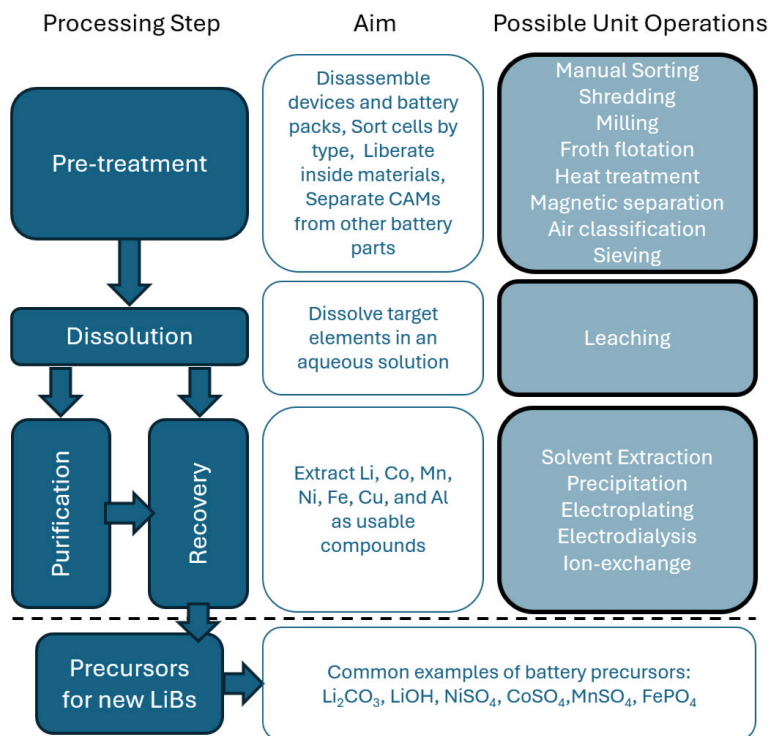 Processing Step
Aim
Possible Unit Operations
Pre-treatment
Disassemble
devices and battery
packs, Sort cells by
type, Liberate
inside materials,
Separate CAMs
from other battery
parts
Manual Sorting
Shredding
Milling
Froth flotation
Heat treatment
Magnetic separation
Air classification
Sieving
Dissolution
Dissolve target
elements in an
aqueous solution
Leaching
Purification
Recovery
Extract Li, Co, Mn,
Ni, Fe, Cu, and Al
as usable
compounds
Solvent Extraction
Precipitation
Electroplating
Electrodialysis
Ion-exchange
Precursors
for new LiBs
Common examples of battery precursors:
Li₂CO₃, LiOH, NiSO₄, CoSO₄,MnSO₄, FePO₄